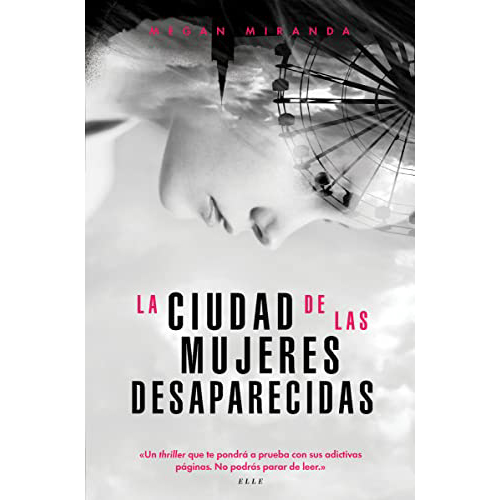 MEGAN MIRANDA
LA CIUDAD DE LAS
MUJERES
DESAPARECIDAS
«Un thriller que te pondrá a prueba con sus adictivas
páginas. No podrás parar de leer.»
ELLE